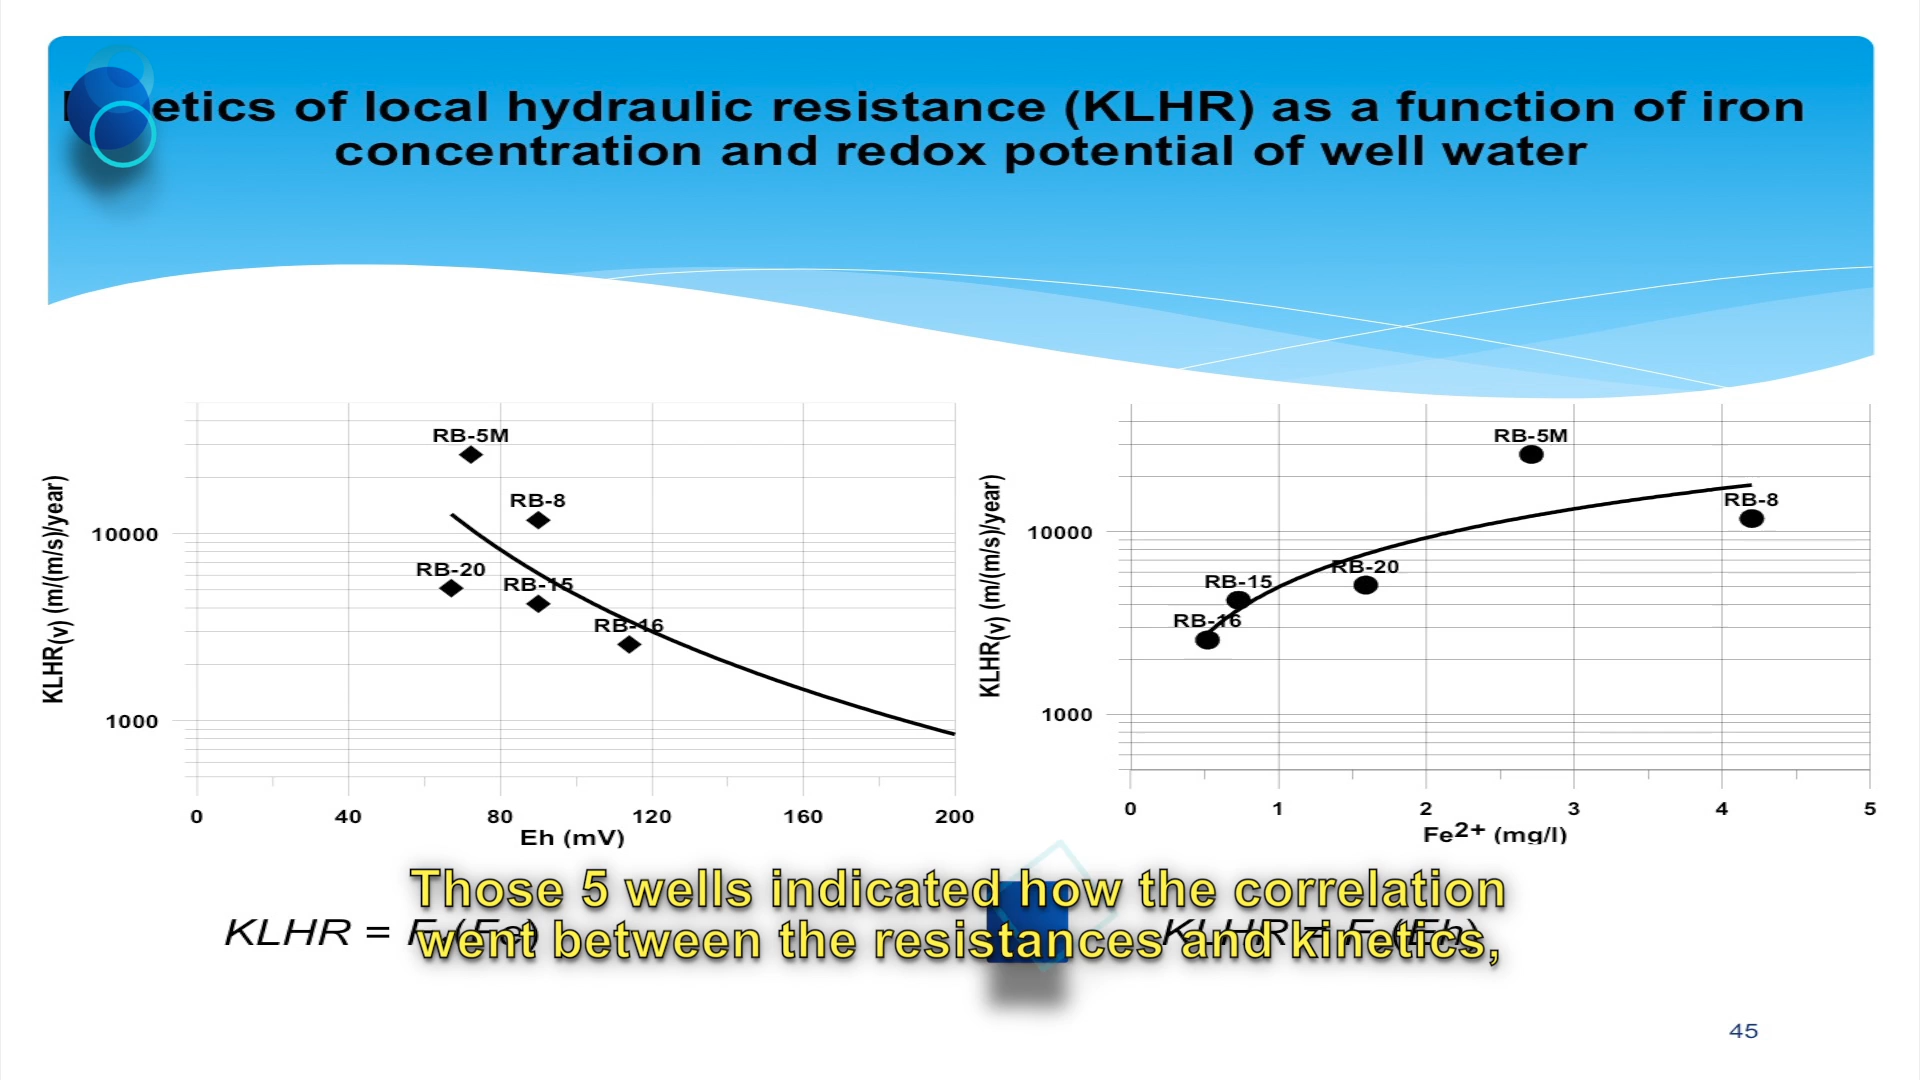 etics of local hydraulic resistance (KLHR) as a function of iron
concentration and redox potential of well water
KLHR(v) (m/(m/s)/year)
10000
1000
RB-5M
RB-8
RB-20
RB-15
RB-16
0 40 80 120 160 200
Eh (mV)
KLHR(v) (m/(m/s)/year)
10000
1000
RB-5M
RB-8
RB-20
RB-15
RB-16
0 1 2 3 4 5
Fe2+ (mg/l)
KLHR =
KLHR = (Eh)
Those 5 wells indicated how the correlation
went between the resistances and kinetics,
45